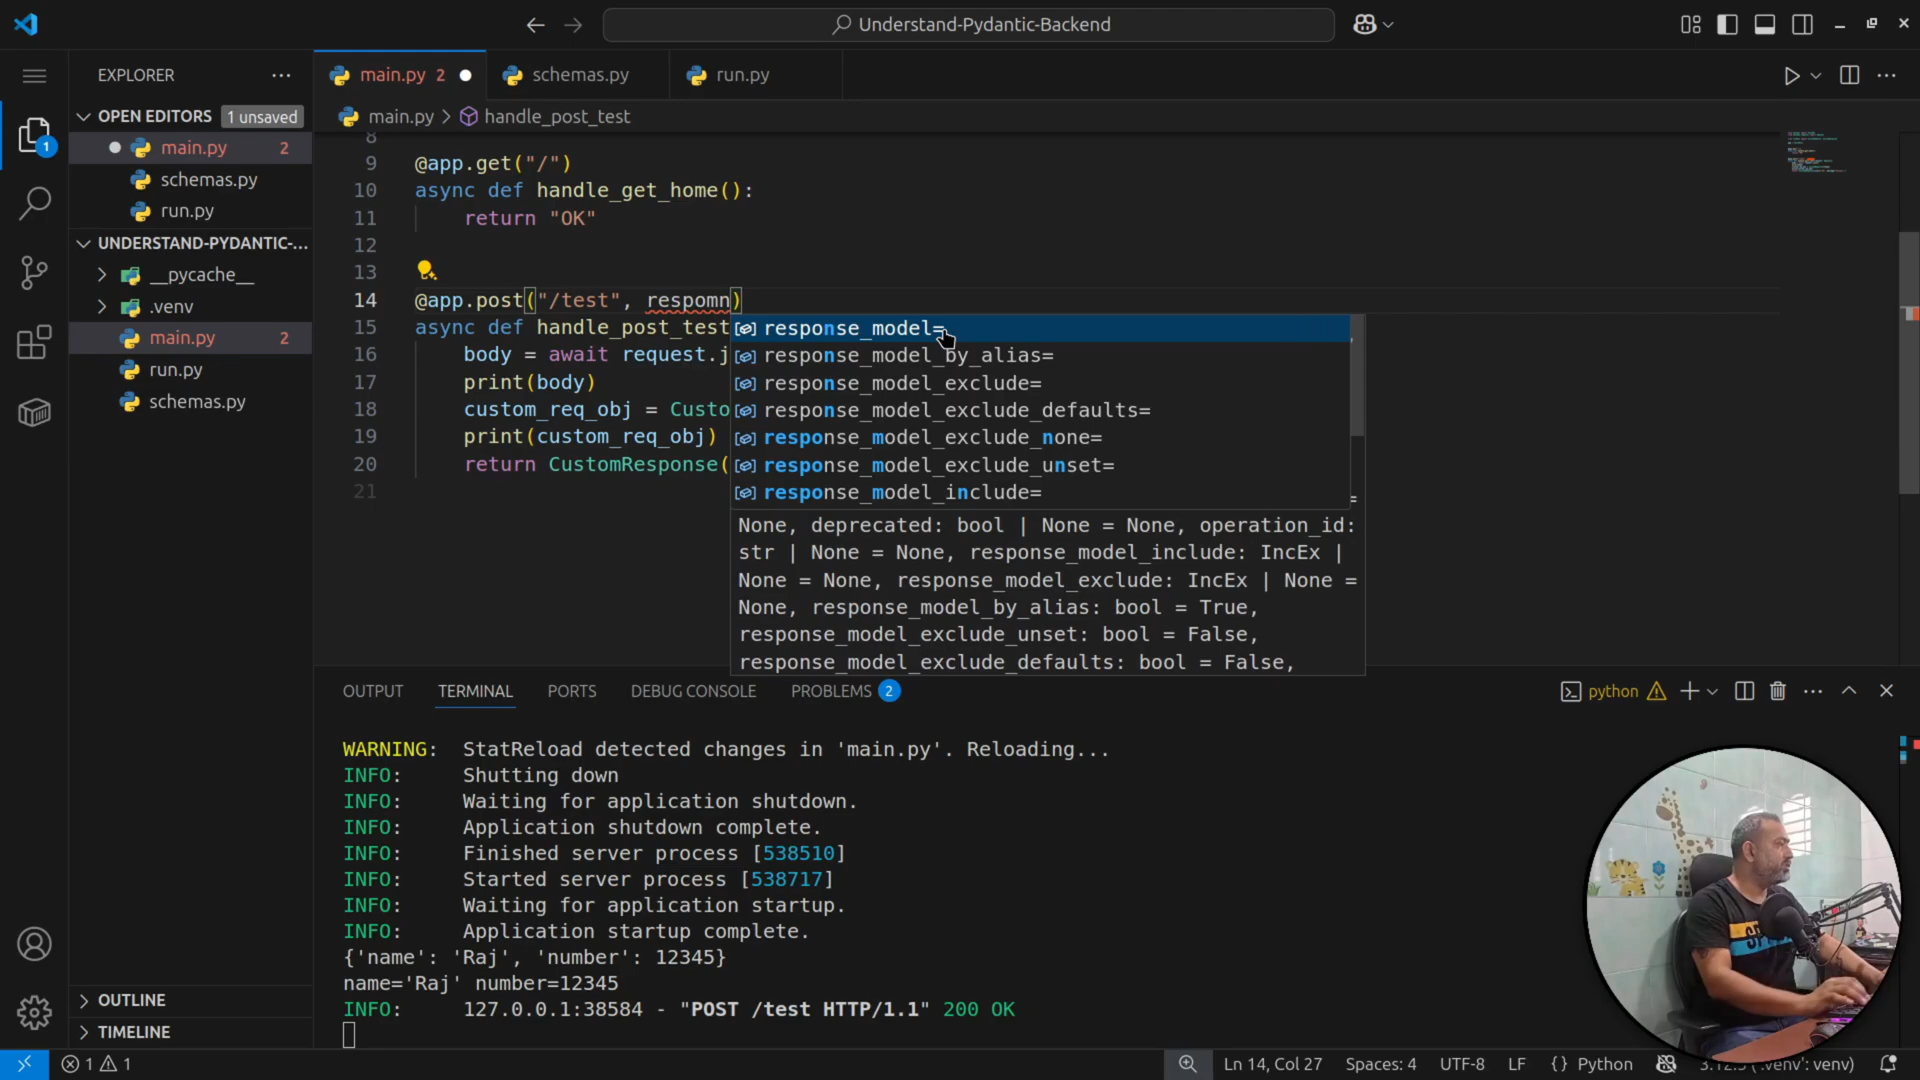 Understand-Pydantic-Backend
EXPLORER
OPEN EDITORS 1 unsaved
main.py 2
schemas.py
run.py
UNDERSTAND-PYDANTIC-...
__pycache__
.venv
main.py 2
run.py
schemas.py
OUTLINE
TIMELINE
1
main.py 2
schemas.py
run.py
main.py > handle_post_test
8
9 @app.get("/")
10 async def handle_get_home():
11 return "OK"
12
13
14 @app.post("/test", respomn)
15 async def handle_post_test
16 body = await request.j
17 print(body)
18 custom_req_obj = Custo
19 print(custom_req_obj)
20 return CustomResponse(
21
response_model=
response_model_by_alias=
response_model_exclude=
response_model_exclude_defaults=
response_model_exclude_none=
response_model_exclude_unset=
response_model_include=
None, deprecated: bool | None = None, operation_id:
str | None = None, response_model_include: IncEx |
None = None, response_model_exclude: IncEx | None =
None, response_model_by_alias: bool = True,
response_model_exclude_unset: bool = False,
response_model_exclude_defaults: bool = False,
OUTPUT TERMINAL PORTS DEBUG CONSOLE PROBLEMS 2
python
WARNING: StatReload detected changes in 'main.py'. Reloading...
INFO: Shutting down
INFO: Waiting for application shutdown.
INFO: Application shutdown complete.
INFO: Finished server process [538510]
INFO: Started server process [538717]
INFO: Waiting for application startup.
INFO: Application startup complete.
{'name': 'Raj', 'number': 12345}
name='Raj' number=12345
INFO: 127.0.0.1:38584 - "POST /test HTTP/1.1" 200 OK
1 1
Ln 14, Col 27 Spaces: 4 UTF-8 LF {} Python ('.venv': venv)